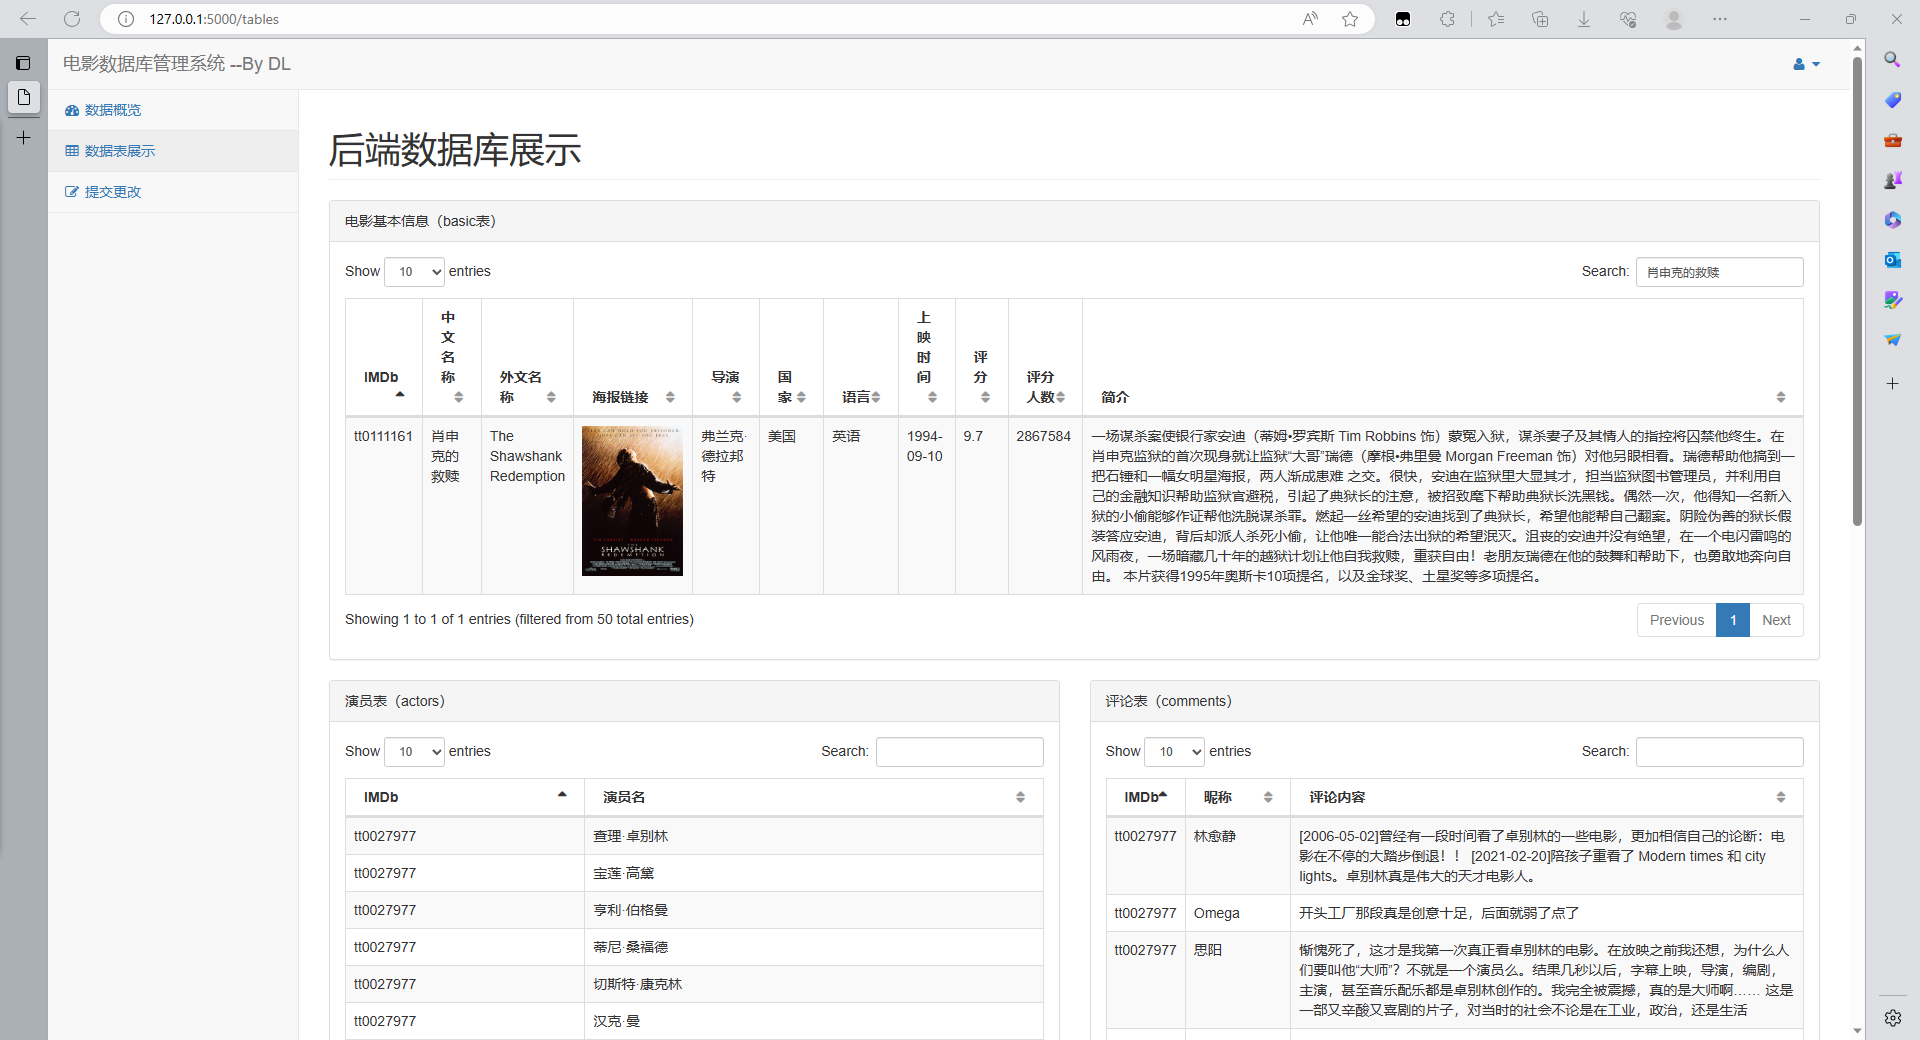 127.0.0.1:5000/tables
电影数据库管理系统 --By DL
数据概览
数据表展示
提交更改
后端数据库展示
电影基本信息（basic表）
Show 10 entries
Search: 肖申克的救赎
IMDb 中文名称 外文名称 海报链接 导演 国家 语言 上映时间 评分 评分人数 简介
tt0111161 肖申克的救赎 The Shawshank Redemption 弗兰克·德拉邦特 美国 英语 1994-09-10 9.7 2867584
一场谋杀案使银行家安迪（蒂姆•罗宾斯 Tim Robbins 饰）蒙冤入狱，谋杀妻子及其情人的指控将囚禁他终生。在
肖申克监狱的首次现身就让监狱“大哥”瑞德（摩根•弗里曼 Morgan Freeman 饰）对他另眼相看。瑞德帮助他搞到一
把石锤和一幅女明星海报，两人渐成患难 之交。很快，安迪在监狱里大显其才，担当监狱图书管理员，并利用自
己的金融知识帮助监狱官避税，引起了典狱长的注意，被招致麾下帮助典狱长洗黑钱。偶然一次，他得知一名新入
狱的小偷能够作证帮他洗脱谋杀罪。燃起一丝希望的安迪找到了典狱长，希望他能帮自己翻案。阴险伪善的狱长假
装答应安迪，背后却派人杀死小偷，让他唯一能合法出狱的希望泯灭。沮丧的安迪并没有绝望，在一个电闪雷鸣的
风雨夜，一场暗藏几十年的越狱计划让他自我救赎，重获自由！老朋友瑞德在他的鼓舞和帮助下，也勇敢地奔向自
由。 本片获得1995年奥斯卡10项提名，以及金球奖、土星奖等多项提名。
THE
SHAWSHANK
REDEMPTION
Showing 1 to 1 of 1 entries (filtered from 50 total entries)
Previous 1 Next
演员表（actors）
Show 10 entries
Search:
IMDb 演员名
tt0027977 查理·卓别林
tt0027977 宝莲·高黛
tt0027977 亨利·伯格曼
tt0027977 蒂尼·桑福德
tt0027977 切斯特·康克林
tt0027977 汉克·曼
评论表（comments）
Show 10 entries
Search:
IMDb 昵称 评论内容
tt0027977 林愈静 [2006-05-02]曾经有一段时间看了卓别林的一些电影，更加相信自己的论断：电
影在不停的大踏步倒退！！ [2021-02-20]陪孩子重看了 Modern times 和 city
lights。卓别林真是伟大的天才电影人。
tt0027977 Omega 开头工厂那段真是创意十足，后面就弱了点了
tt0027977 思阳 惭愧死了，这才是我第一次真正看卓别林的电影。在放映之前我还想，为什么人
们要叫他“大师”？不就是一个演员么。结果几秒以后，字幕上映，导演，编剧，
主演，甚至音乐配乐都是卓别林创作的。我完全被震撼，真的是大师啊…… 这是
一部又辛酸又喜剧的片子，对当时的社会不论是在工业，政治，还是生活